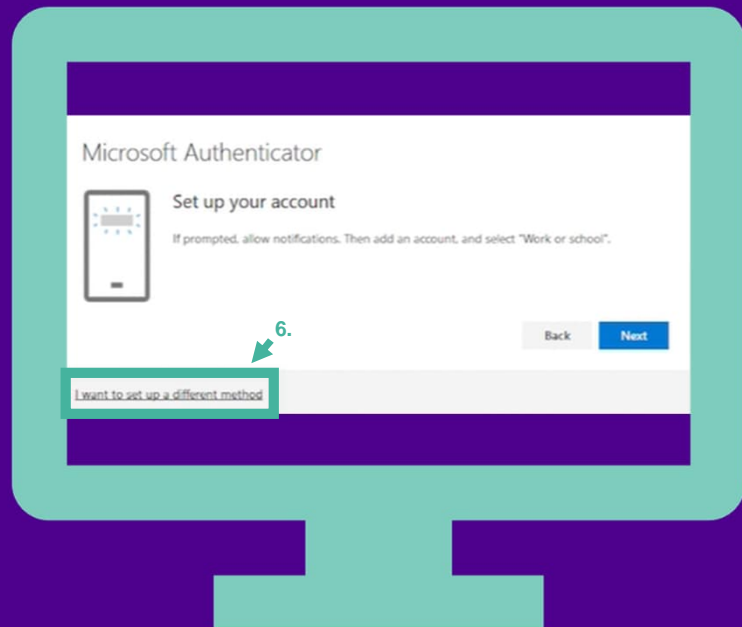 Microsoft Authenticator
Set up your account
If prompted, allow notifications. Then add an account, and select "Work or school".
6.
Back
Next
I want to set up a different method